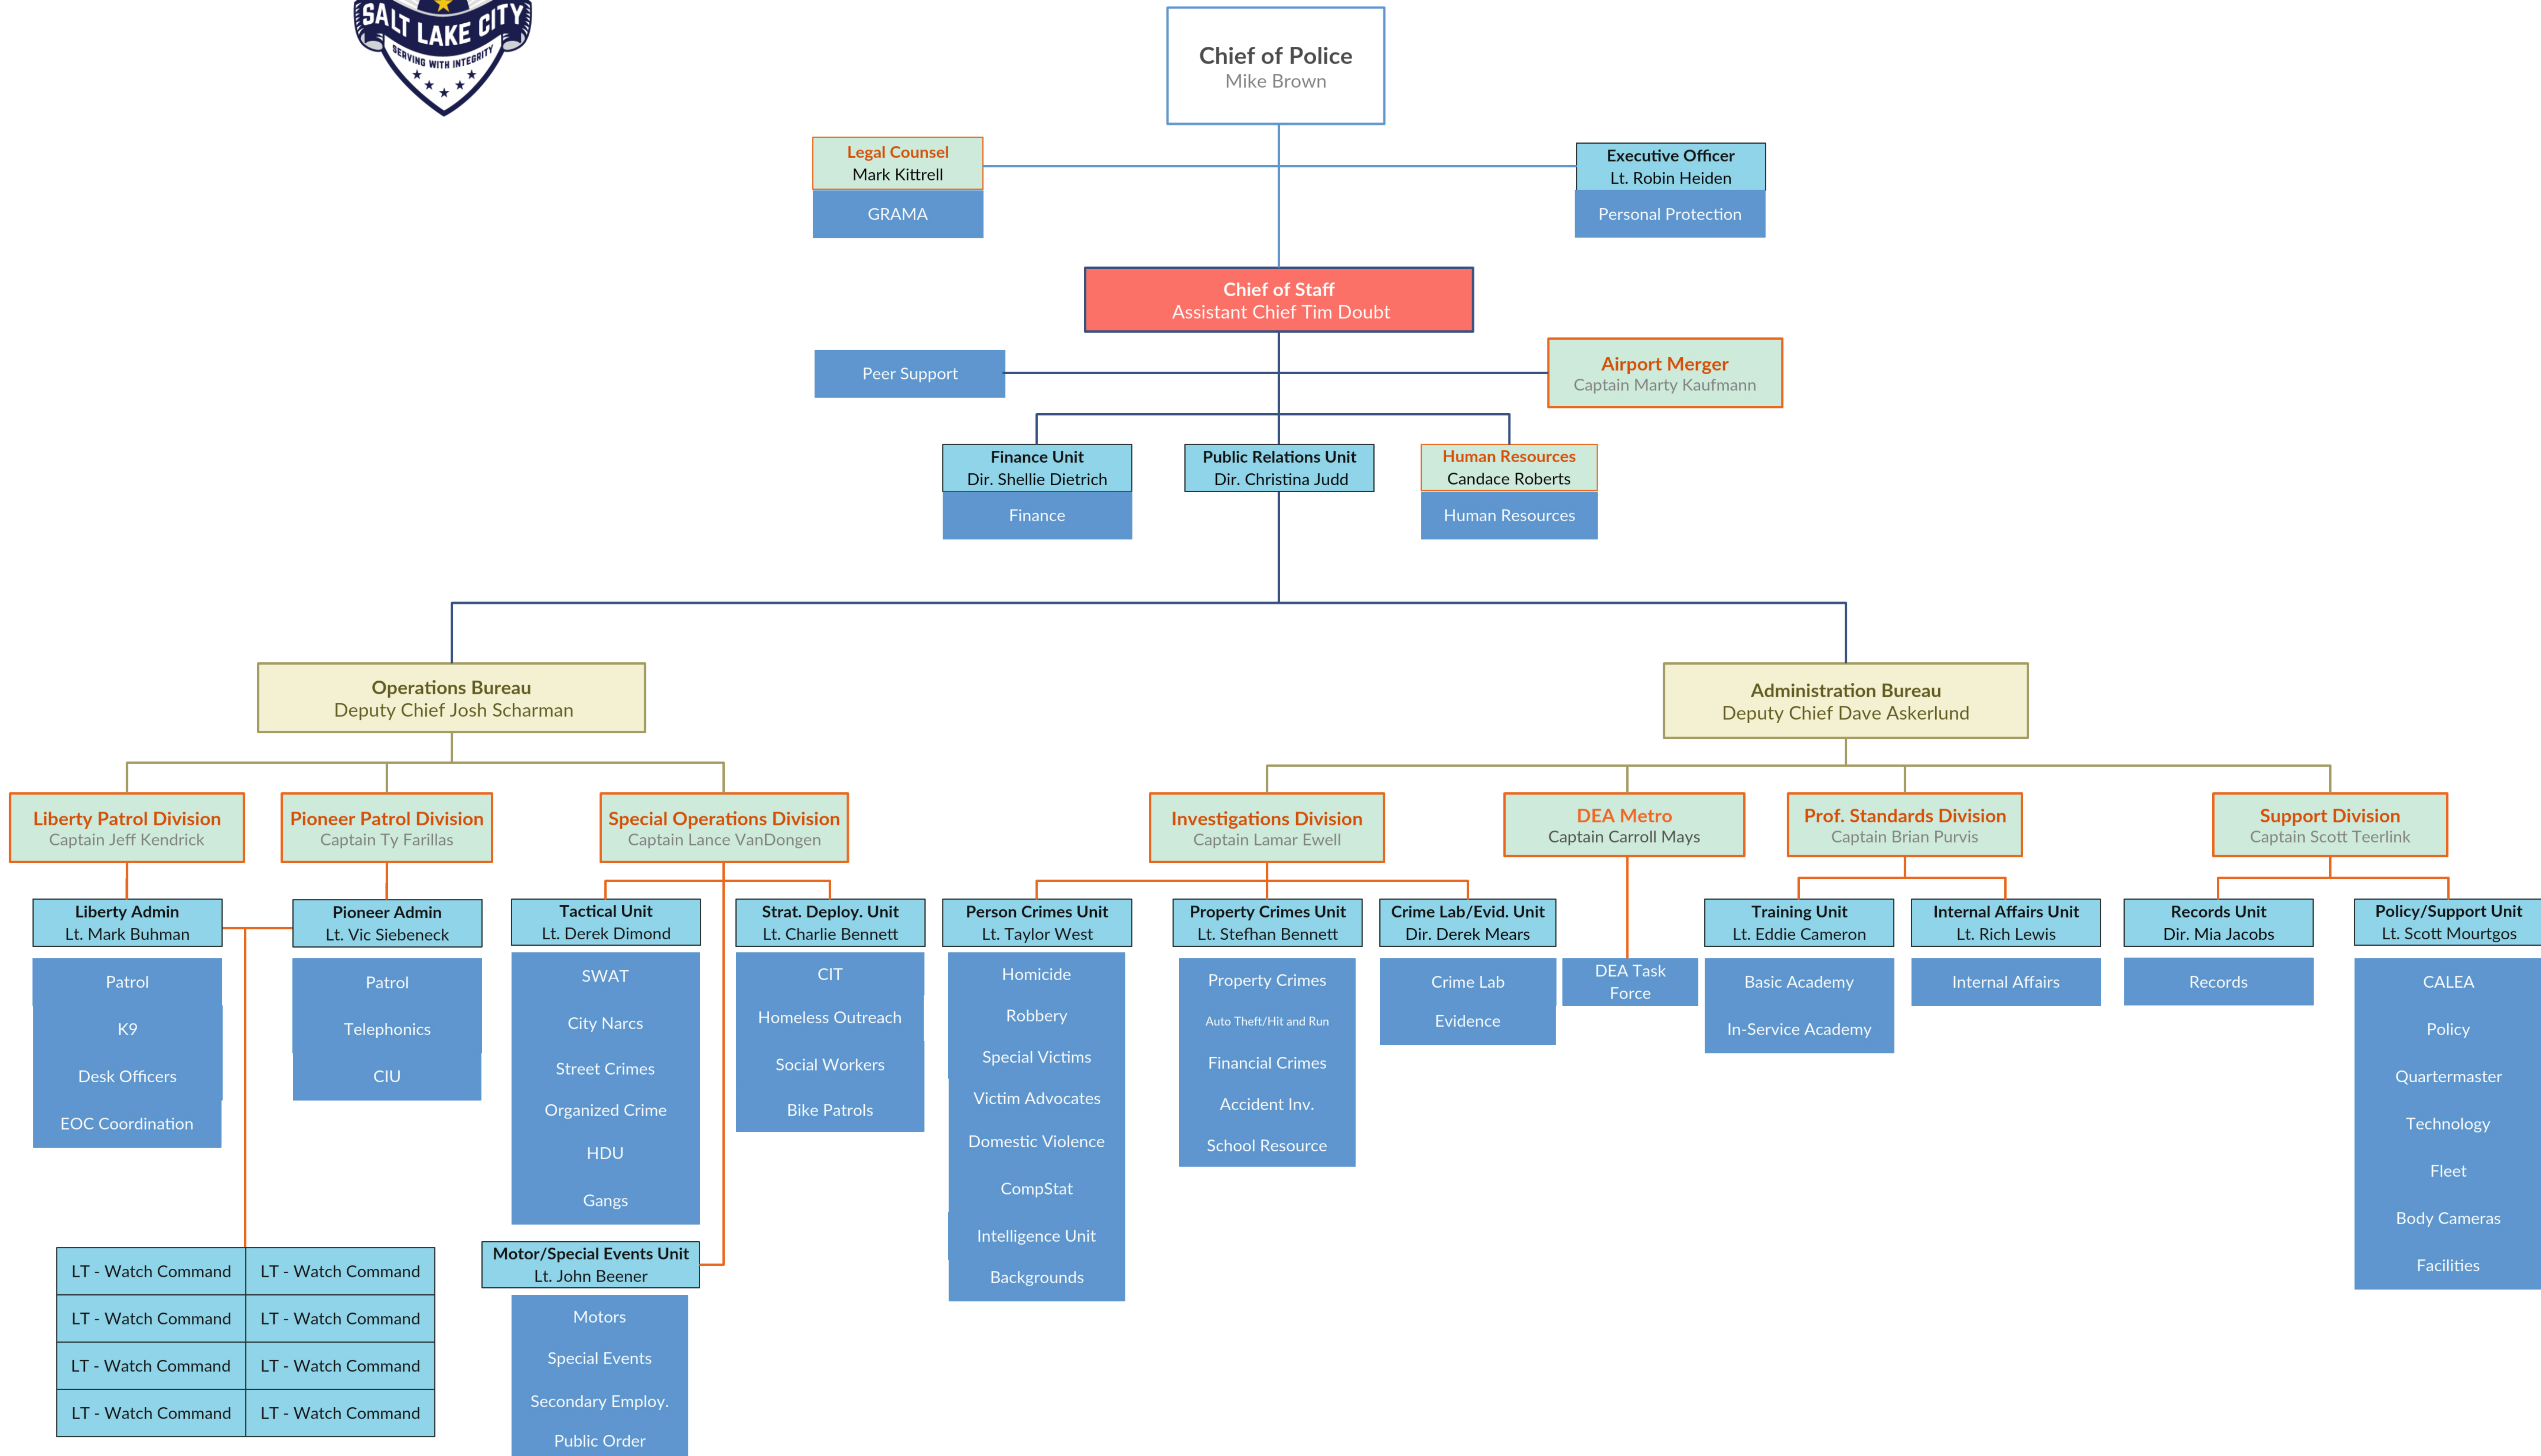 SALT LAKE CITY
SERVING WITH INTEGRITY
Chief of Police
Mike Brown
Legal Counsel
Mark Kittrell
GRAMA
Executive Officer
Lt. Robin Heiden
Personal Protection
Chief of Staff
Assistant Chief Tim Doubt
Peer Support
Airport Merger
Captain Marty Kaufmann
Finance Unit
Dir. Shellie Dietrich
Finance
Public Relations Unit
Dir. Christina Judd
Human Resources
Candace Roberts
Human Resources
Operations Bureau
Deputy Chief Josh Scharman
Administration Bureau
Deputy Chief Dave Askerlund
Liberty Patrol Division
Captain Jeff Kendrick
Pioneer Patrol Division
Captain Ty Farillas
Special Operations Division
Captain Lance VanDongen
Investigations Division
Captain Lamar Ewell
DEA Metro
Captain Carroll Mays
Prof. Standards Division
Captain Brian Purvis
Support Division
Captain Scott Teerlink
Liberty Admin
Lt. Mark Buhman
Patrol
K9
Desk Officers
EOC Coordination
Pioneer Admin
Lt. Vic Siebeneck
Patrol
Telephonics
CIU
LT - Watch Command
LT - Watch Command
LT - Watch Command
LT - Watch Command
LT - Watch Command
LT - Watch Command
LT - Watch Command
LT - Watch Command
Tactical Unit
Lt. Derek Dimond
SWAT
City Narcs
Street Crimes
Organized Crime
HDU
Gangs
Strat. Deploy. Unit
Lt. Charlie Bennett
CIT
Homeless Outreach
Social Workers
Bike Patrols
Motor/Special Events Unit
Lt. John Beener
Motors
Special Events
Secondary Employ.
Public Order
Person Crimes Unit
Lt. Taylor West
Homicide
Robbery
Special Victims
Victim Advocates
Domestic Violence
CompStat
Intelligence Unit
Backgrounds
Property Crimes Unit
Lt. Stefhan Bennett
Property Crimes
Auto Theft/Hit and Run
Financial Crimes
Accident Inv.
School Resource
Crime Lab/Evid. Unit
Dir. Derek Mears
Crime Lab
Evidence
DEA Task
Force
Training Unit
Lt. Eddie Cameron
Basic Academy
In-Service Academy
Internal Affairs Unit
Lt. Rich Lewis
Internal Affairs
Records Unit
Dir. Mia Jacobs
Records
Policy/Support Unit
Lt. Scott Mourtgos
CALEA
Policy
Quartermaster
Technology
Fleet
Body Cameras
Facilities